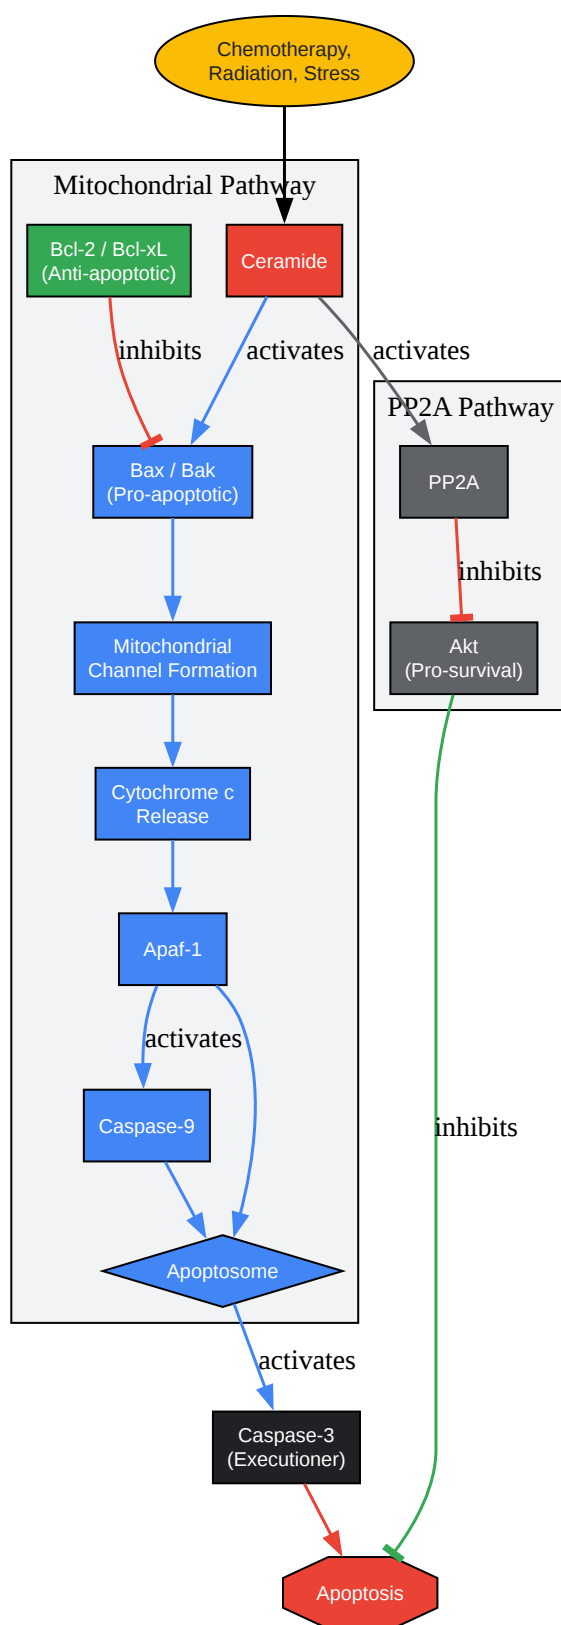 Chemotherapy,
Radiation, Stress
Mitochondrial Pathway
Bcl-2 / Bcl-xL
(Anti-apoptotic)
Ceramide
inhibits
activates
activates
PP2A Pathway
Bax / Bak
(Pro-apoptotic)
PP2A
inhibits
Mitochondrial
Channel Formation
Akt
(Pro-survival)
Cytochrome c
Release
Apaf-1
activates
Caspase-9
inhibits
Apoptosome
activates
Caspase-3
(Executioner)
Apoptosis